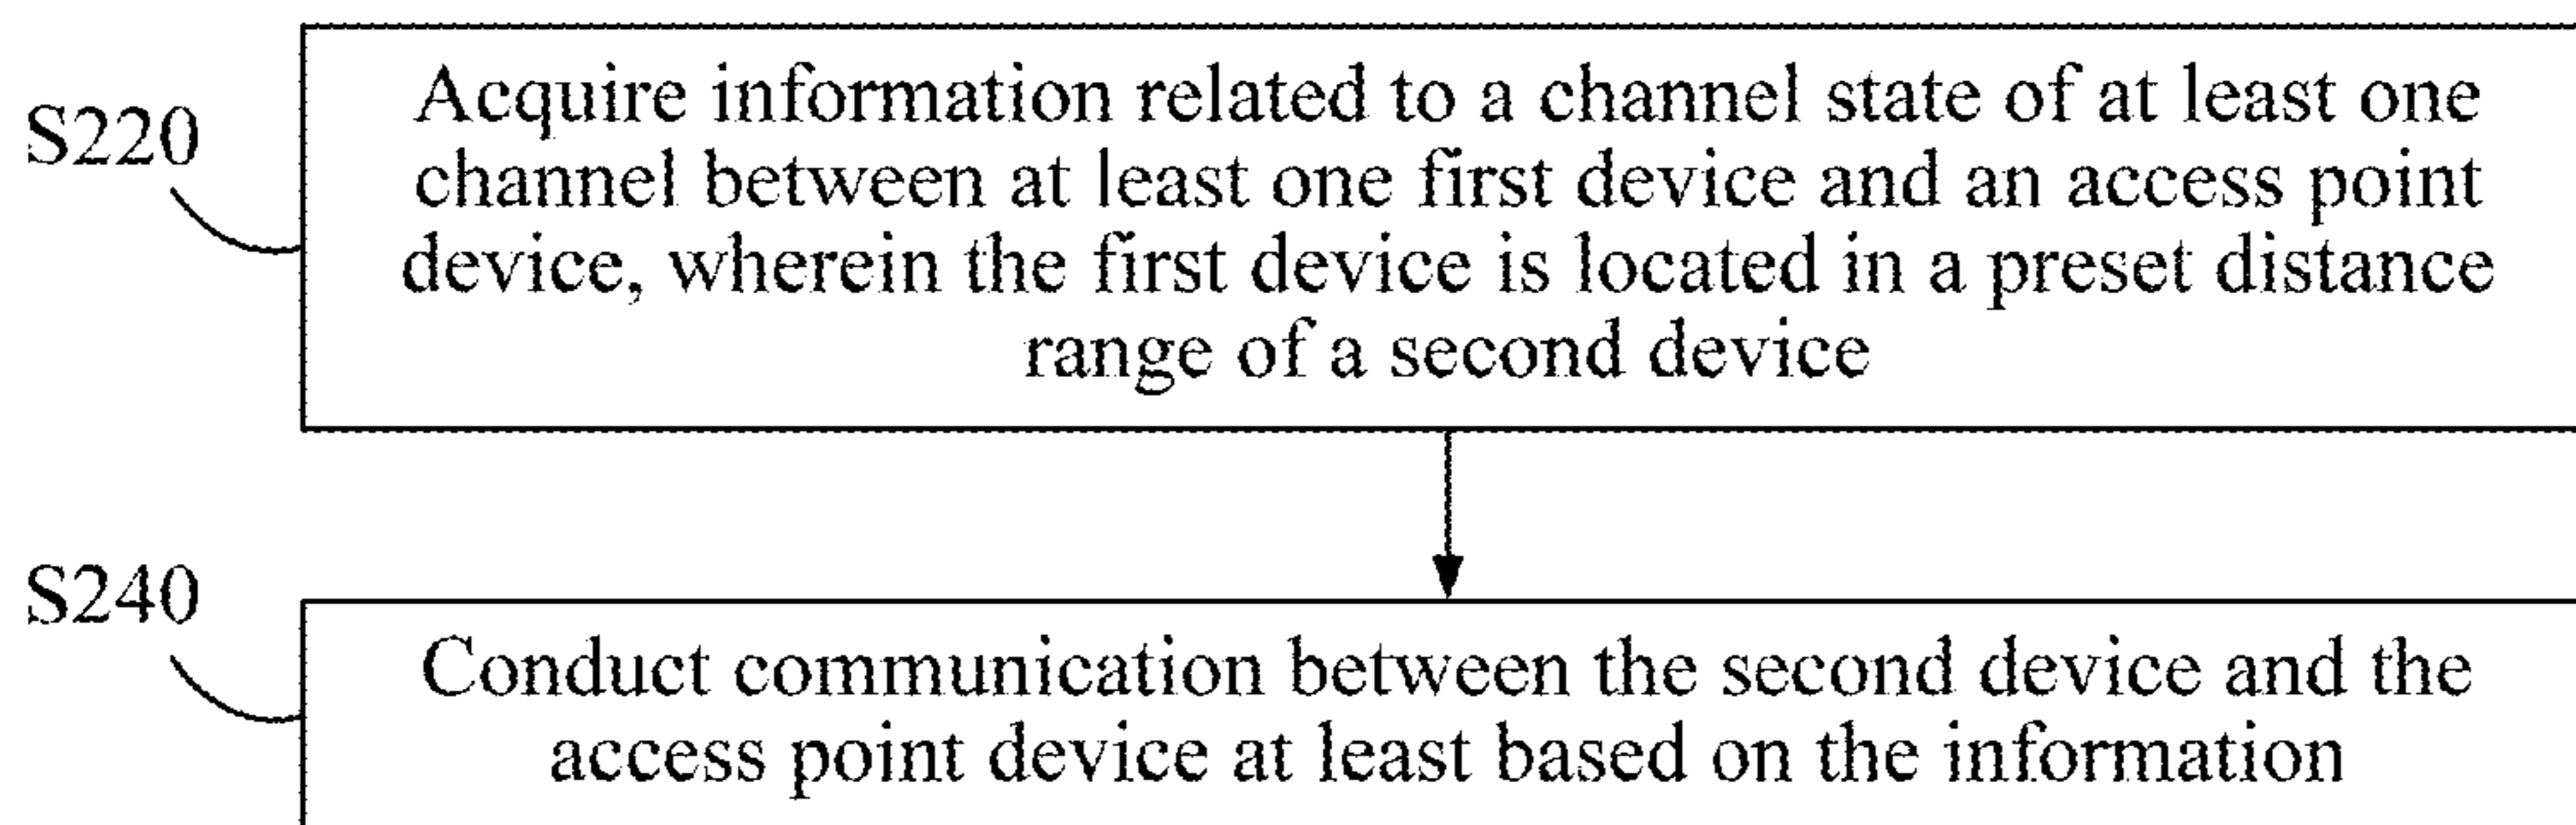 S220
Acquire information related to a channel state of at least one
channel between at least one first device and an access point
device, wherein the first device is located in a preset distance
range of a second device
S240
Conduct communication between the second device and the
access point device at least based on the information